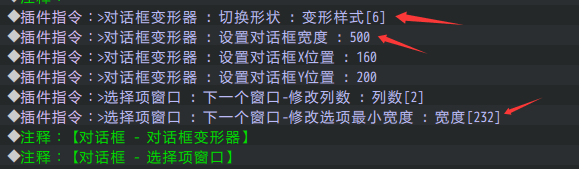 ◆插件指令：>对话框变形器 : 切换形状 : 变形样式[6]
◆插件指令：>对话框变形器 : 设置对话框宽度 : 500
◆插件指令：>对话框变形器 : 设置对话框X位置 : 160
◆插件指令：>对话框变形器 : 设置对话框Y位置 : 200
◆插件指令：>选择项窗口 : 下一个窗口-修改列数 : 列数[2]
◆插件指令：>选择项窗口 : 下一个窗口-修改选项最小宽度 : 宽度[232]
◆注释：【对话框 - 对话框变形器】
◆注释：【对话框 - 选择项窗口】